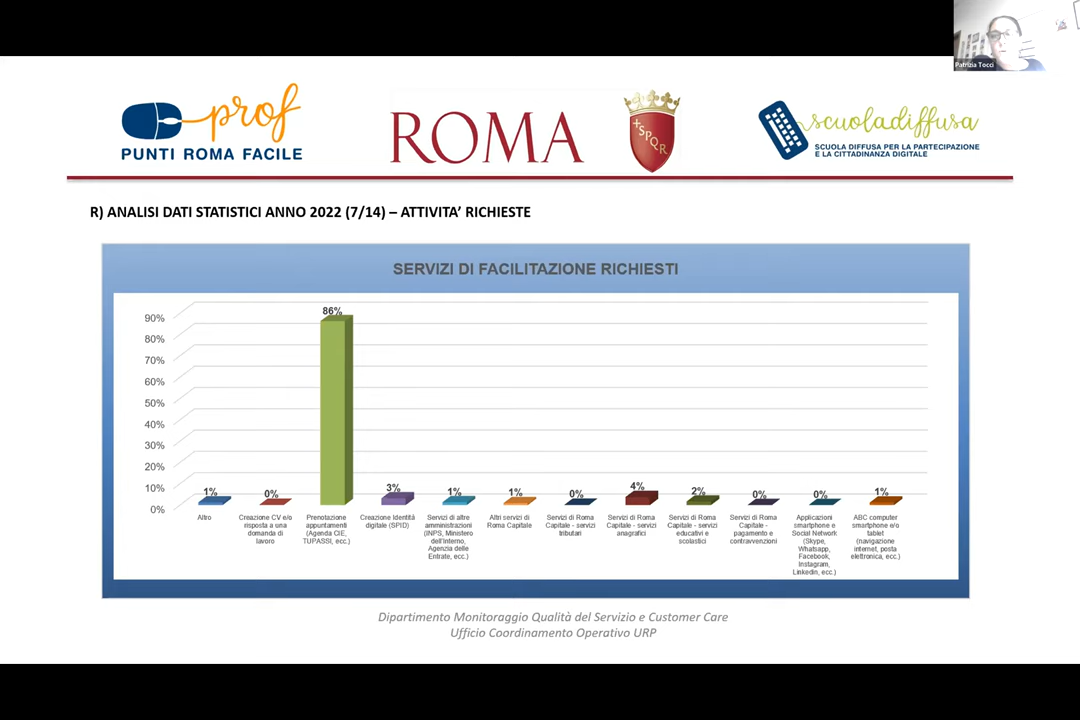 Patrizia Tocci
prof
PUNTI ROMA FACILE
ROMA
SPQR
scuoladiffusa
SCUOLA DIFFUSA PER LA PARTECIPAZIONE
E LA CITTADINANZA DIGITALE
R) ANALISI DATI STATISTICI ANNO 2022 (7/14) – ATTIVITA’ RICHIESTE
SERVIZI DI FACILITAZIONE RICHIESTI
90%
80%
70%
60%
50%
40%
30%
20%
10%
0%
1%
0%
86%
3%
1%
1%
0%
4%
2%
0%
0%
1%
Altro
Creazione CV e/o
risposta a una
domanda di
lavoro
Prenotazione
appuntamenti
(Agenda CIE,
TUPASSI, ecc.)
Creazione identità
digitale (SPID)
Servizi di altre
amministrazioni
(INPS, Ministero
dell'Interno,
Agenzia delle
Entrate, ecc.)
Altri servizi di
Roma Capitale
Servizi di Roma
Capitale - servizi
tributari
Servizi di Roma
Capitale - servizi
anagrafici
Servizi di Roma
Capitale - servizi
educativi e
scolastici
Servizi di Roma
Capitale -
pagamento e
contravvenzioni
Applicazioni
smartphone e
Social Network
(Skype,
Whatsapp,
Facebook,
Instagram,
Linkedin, ecc.)
ABC computer
smartphone e/o
tablet
(navigazione
internet, posta
elettronica, ecc.)
Dipartimento Monitoraggio Qualità del Servizio e Customer Care
Ufficio Coordinamento Operativo URP